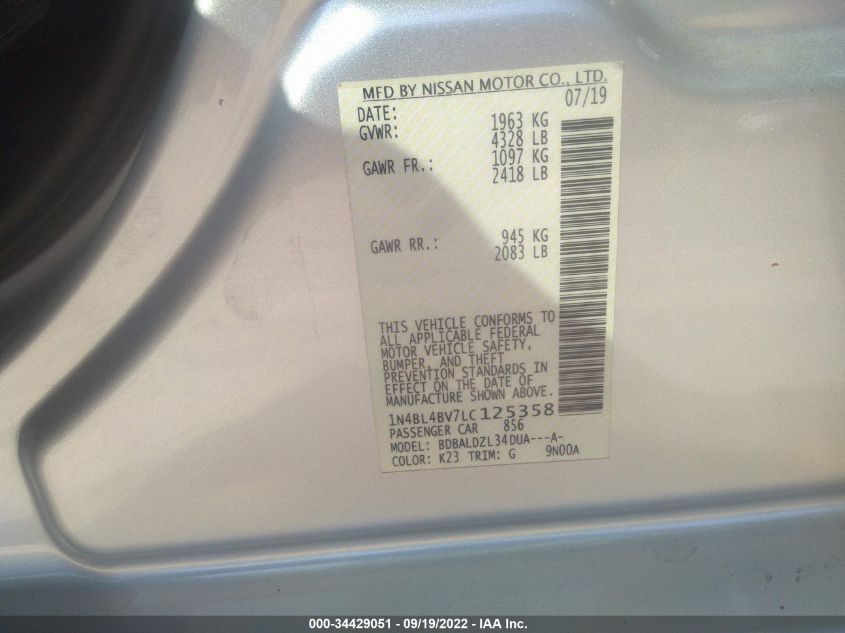 MFD BY NISSAN MOTOR CO., LTD.
DATE: 07/19
GVWR: 1963 KG
4328 LB
GAWR FR.: 1097 KG
2418 LB
GAWR RR.: 945 KG
2083 LB
THIS VEHICLE CONFORMS TO
ALL APPLICABLE FEDERAL
MOTOR VEHICLE SAFETY,
BUMPER, AND THEFT
PREVENTION STANDARDS IN
EFFECT ON THE DATE OF
MANUFACTURE SHOWN ABOVE.
1N4BL4BV7LC125358
PASSENGER CAR 856
MODEL: BDBALDZL34DUA---A-
COLOR: K23 TRIM: G 9N00A
000-34429051 - 09/19/2022 - IAA Inc.